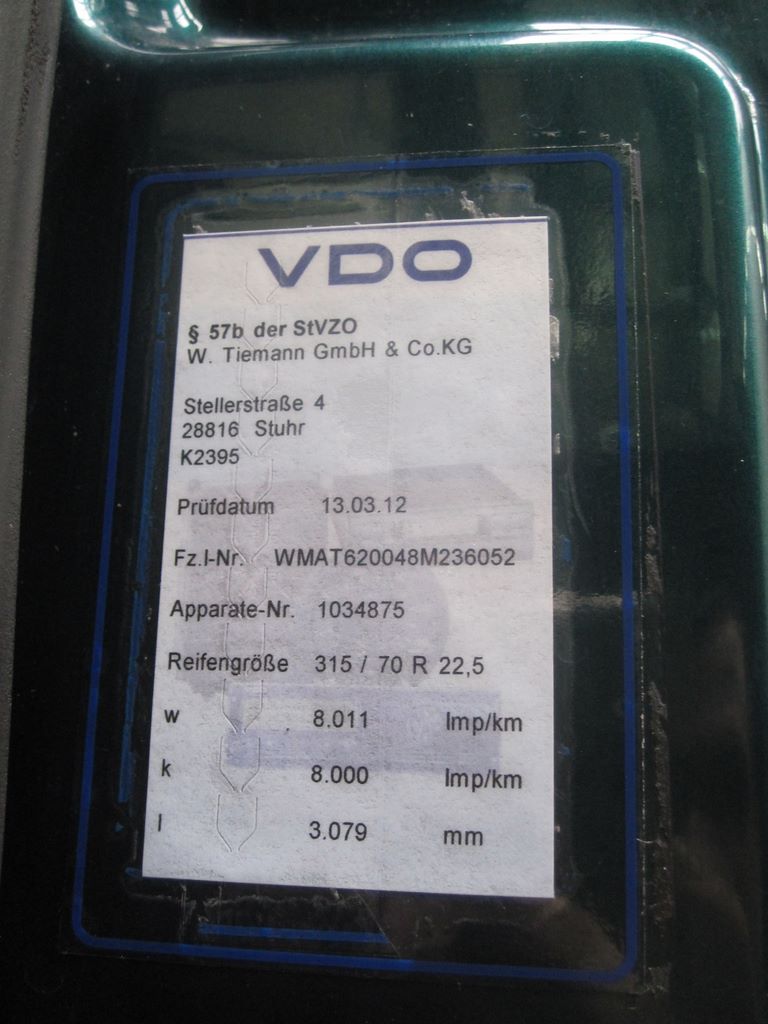 VDO
§ 57b der StVZO
W. Tiemann GmbH & Co.KG
Stellerstraße 4
28816 Stuhr
K2395
Prüfdatum 13.03.12
Fz.I-Nr. WMAT620048M236052
Apparate-Nr. 1034875
Reifengröße 315 / 70 R 22,5
w 8.011 Imp/km
k 8.000 Imp/km
l 3.079 mm